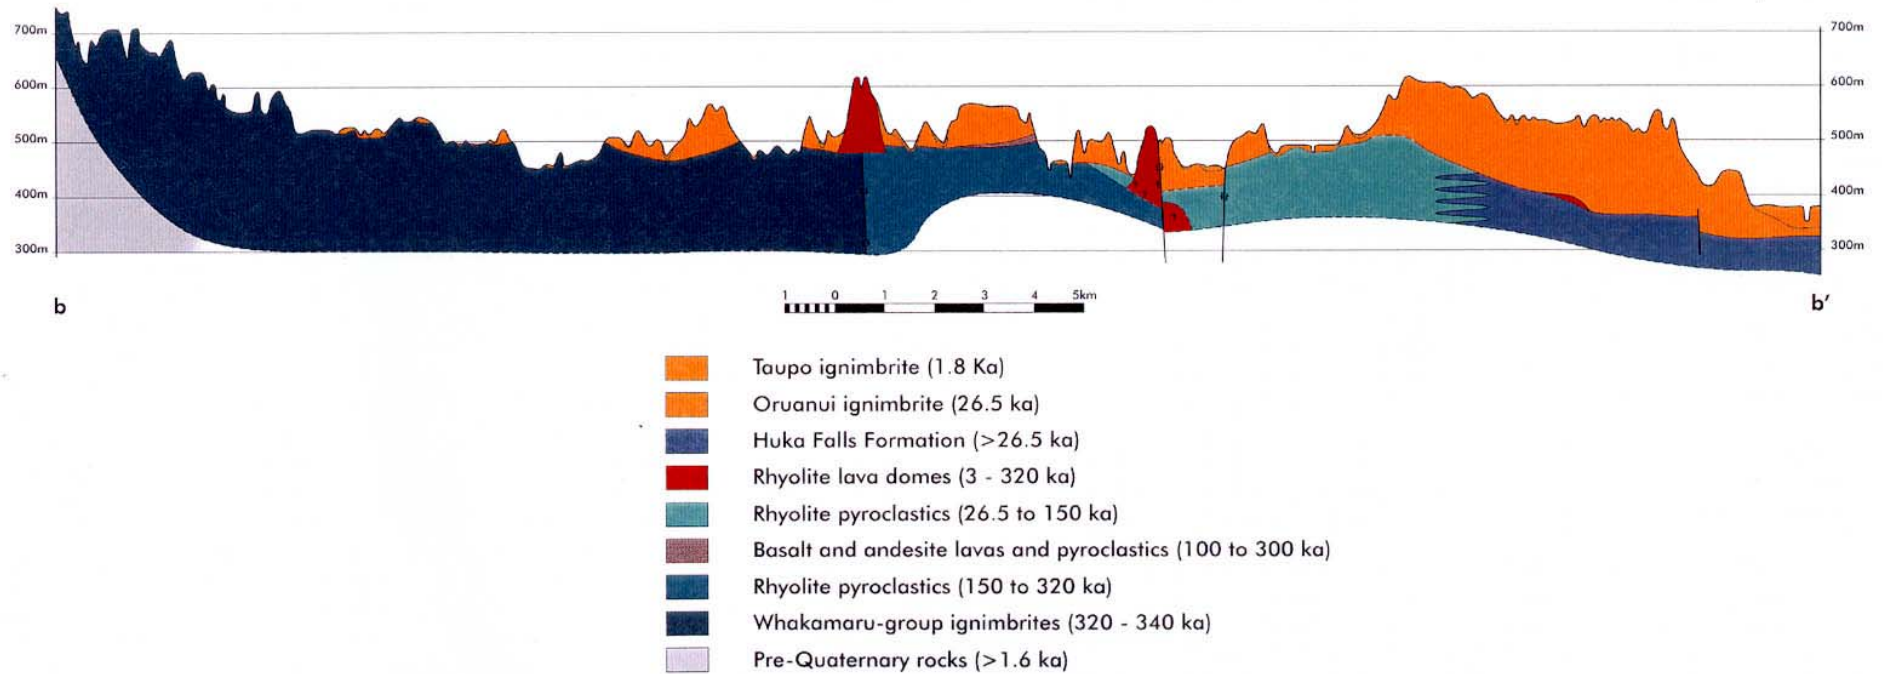 700m
700m
600m
600m
500m
500m
400m
400m
300m
300m
b
1 0 1 2 3 4 5km
b'
Taupo ignimbrite (1.8 Ka)
Oruanui ignimbrite (26.5 ka)
Huka Falls Formation (>26.5 ka)
Rhyolite lava domes (3 - 320 ka)
Rhyolite pyroclastics (26.5 to 150 ka)
Basalt and andesite lavas and pyroclastics (100 to 300 ka)
Rhyolite pyroclastics (150 to 320 ka)
Whakamaru-group ignimbrites (320 - 340 ka)
Pre-Quaternary rocks (>1.6 ka)